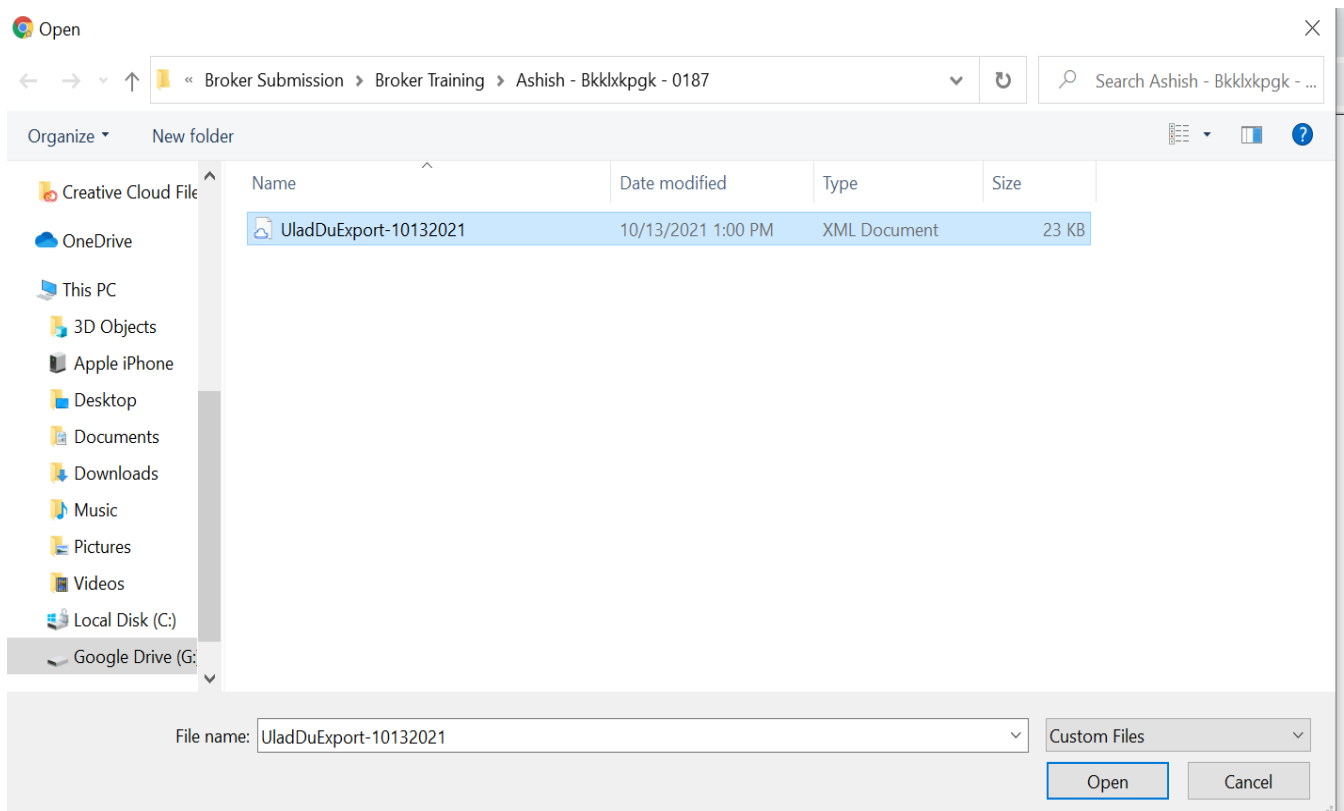 Open
« Broker Submission > Broker Training > Ashish - Bkklxkpgk - 0187
Search Ashish - Bkklxkpgk - ...
Organize New folder
?
Name Date modified Type Size
UladDuExport-10132021 10/13/2021 1:00 PM XML Document 23 KB
Creative Cloud File
OneDrive
This PC
3D Objects
Apple iPhone
Desktop
Documents
Downloads
Music
Pictures
Videos
Local Disk (C:)
Google Drive (G:
File name: UladDuExport-10132021 Custom Files
Open Cancel